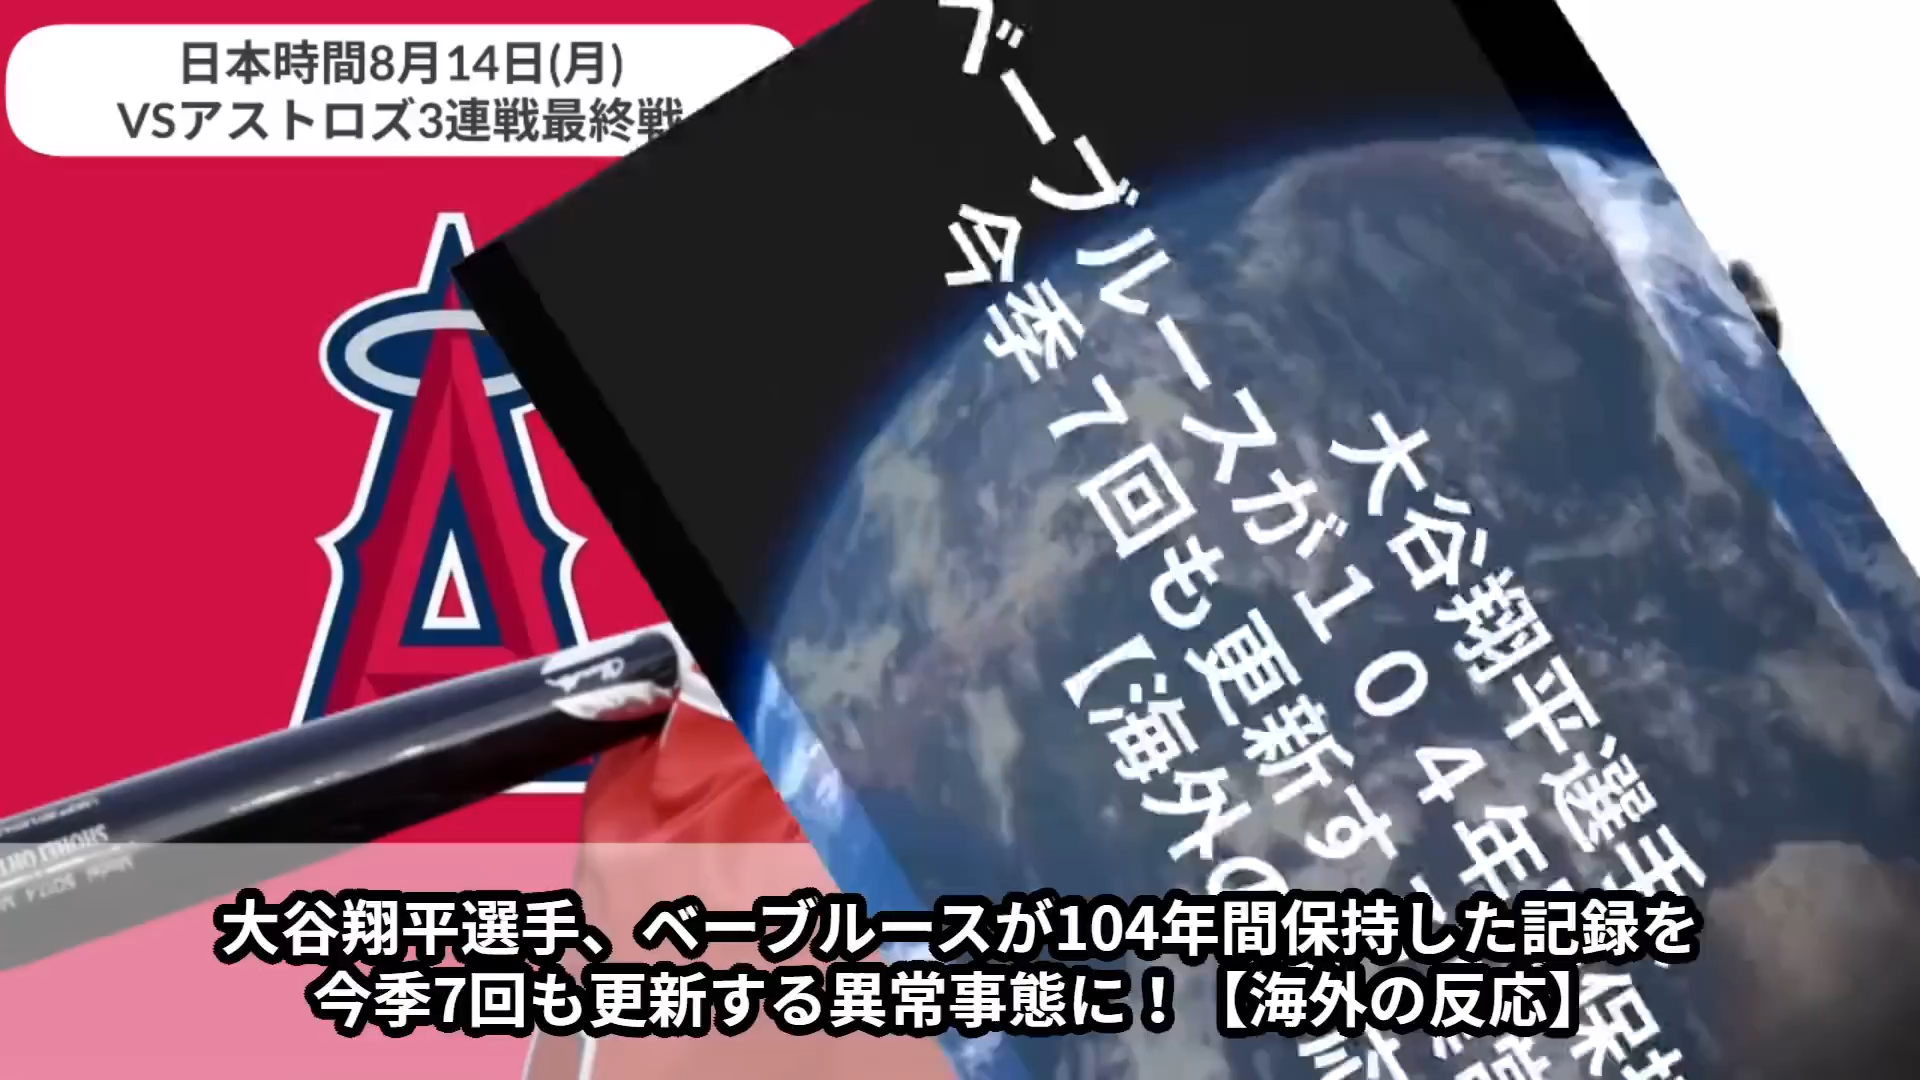 日本時間8月14日(月)
VSアストロズ3連戦最終戦
大谷翔平選手
ベーブルースが１０４年
今季７回も更新す
【海外の
SHOHEI OHT
大谷翔平選手、ベーブルースが104年間保持した記録を
今季7回も更新する異常事態に！【海外の反応】